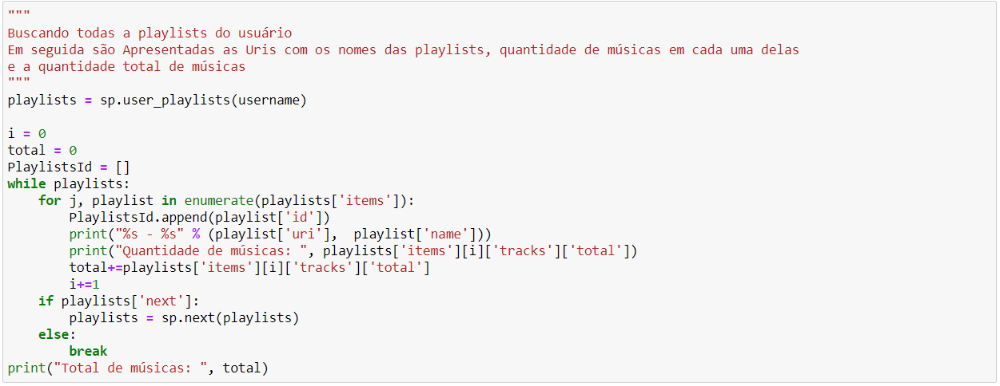 """
Buscando todas a playlists do usuário
Em seguida são Apresentadas as Uris com os nomes das playlists, quantidade de músicas em cada uma delas
e a quantidade total de músicas
"""
playlists = sp.user_playlists(username)

i = 0
total = 0
PlaylistsId = []
while playlists:
    for j, playlist in enumerate(playlists['items']):
        PlaylistsId.append(playlist['id'])
        print("%s - %s" % (playlist['uri'],  playlist['name']))
        print("Quantidade de músicas: ", playlists['items'][i]['tracks']['total'])
        total+=playlists['items'][i]['tracks']['total']
        i+=1
    if playlists['next']:
        playlists = sp.next(playlists)
    else:
        break
print("Total de músicas: ", total)